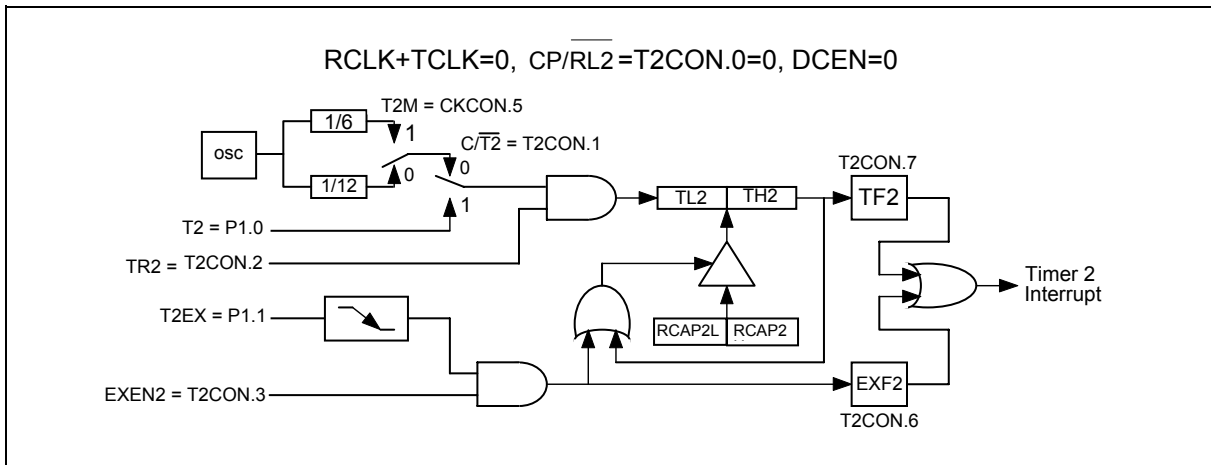 RCLK+TCLK=0, CP/RL2=T2CON.0=0, DCEN=0
T2M = CKCON.5
1/6
1
osc
C/T2 = T2CON.1
0
1/12
0
1
T2CON.7
TL2
TH2
TF2
T2 = P1.0
TR2 = T2CON.2
Timer 2
Interrupt
T2EX = P1.1
RCAP2L
RCAP2
EXEN2 = T2CON.3
EXF2
T2CON.6